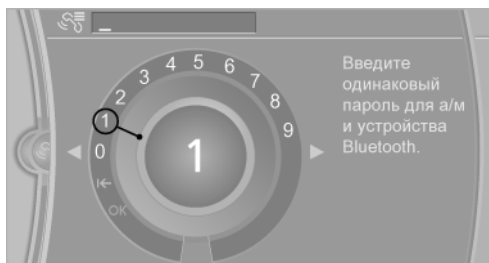 _
Введите
одинаковый
пароль для а/м
и устройства
Bluetooth.
0 1 2 3 4 5 6 7 8 9
1
OK